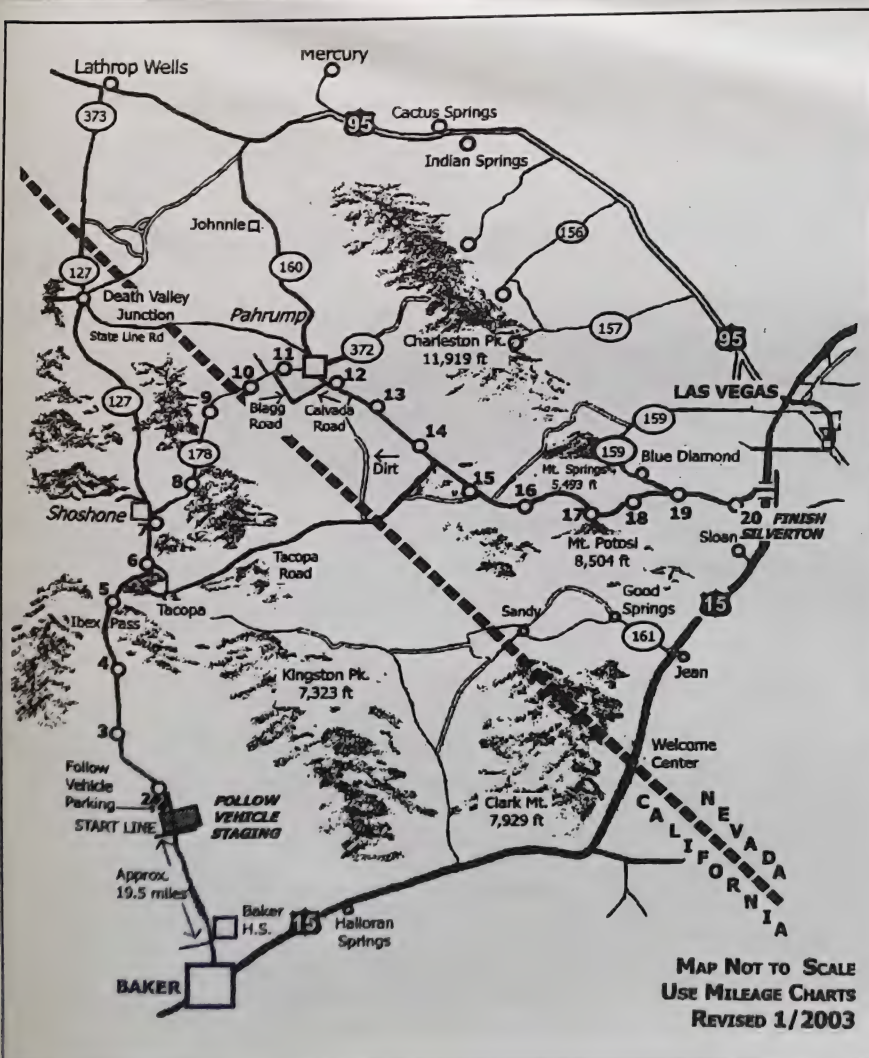 Mercury
Lathrop Wells
373
95
Cactus Springs
Indian Springs
Johnnie
156
127
160
Death Valley
Junction
State Line Rd
Pahrump
157
372
Charleston Pk.
11,919 ft
95
LAS VEGAS
11
10
12
127
9
Blagg
Road
Calvada
Road
13
159
159
14
Blue Diamond
178
Dirt
Mt. Springs
5,493 ft
8
15
16
17
18
19
20
FINISH
SILVERTON
Shoshone
7
Mt. Potosi
8,504 ft
Sloan
6
Tacopa
Road
5
Tacopa
Ibex Pass
Good
Springs
15
Sandy
161
Jean
4
Kingston Pk.
7,323 ft
3
Welcome
Center
Follow
Vehicle
Parking
2
FOLLOW
VEHICLE
STAGING
START LINE
Clark Mt.
7,929 ft
NEVADA
CALIFORNIA
Approx.
19.5 miles
Baker
H.S.
15
Halloran
Springs
BAKER
MAP NOT TO SCALE
USE MILEAGE CHARTS
REVISED 1/2003